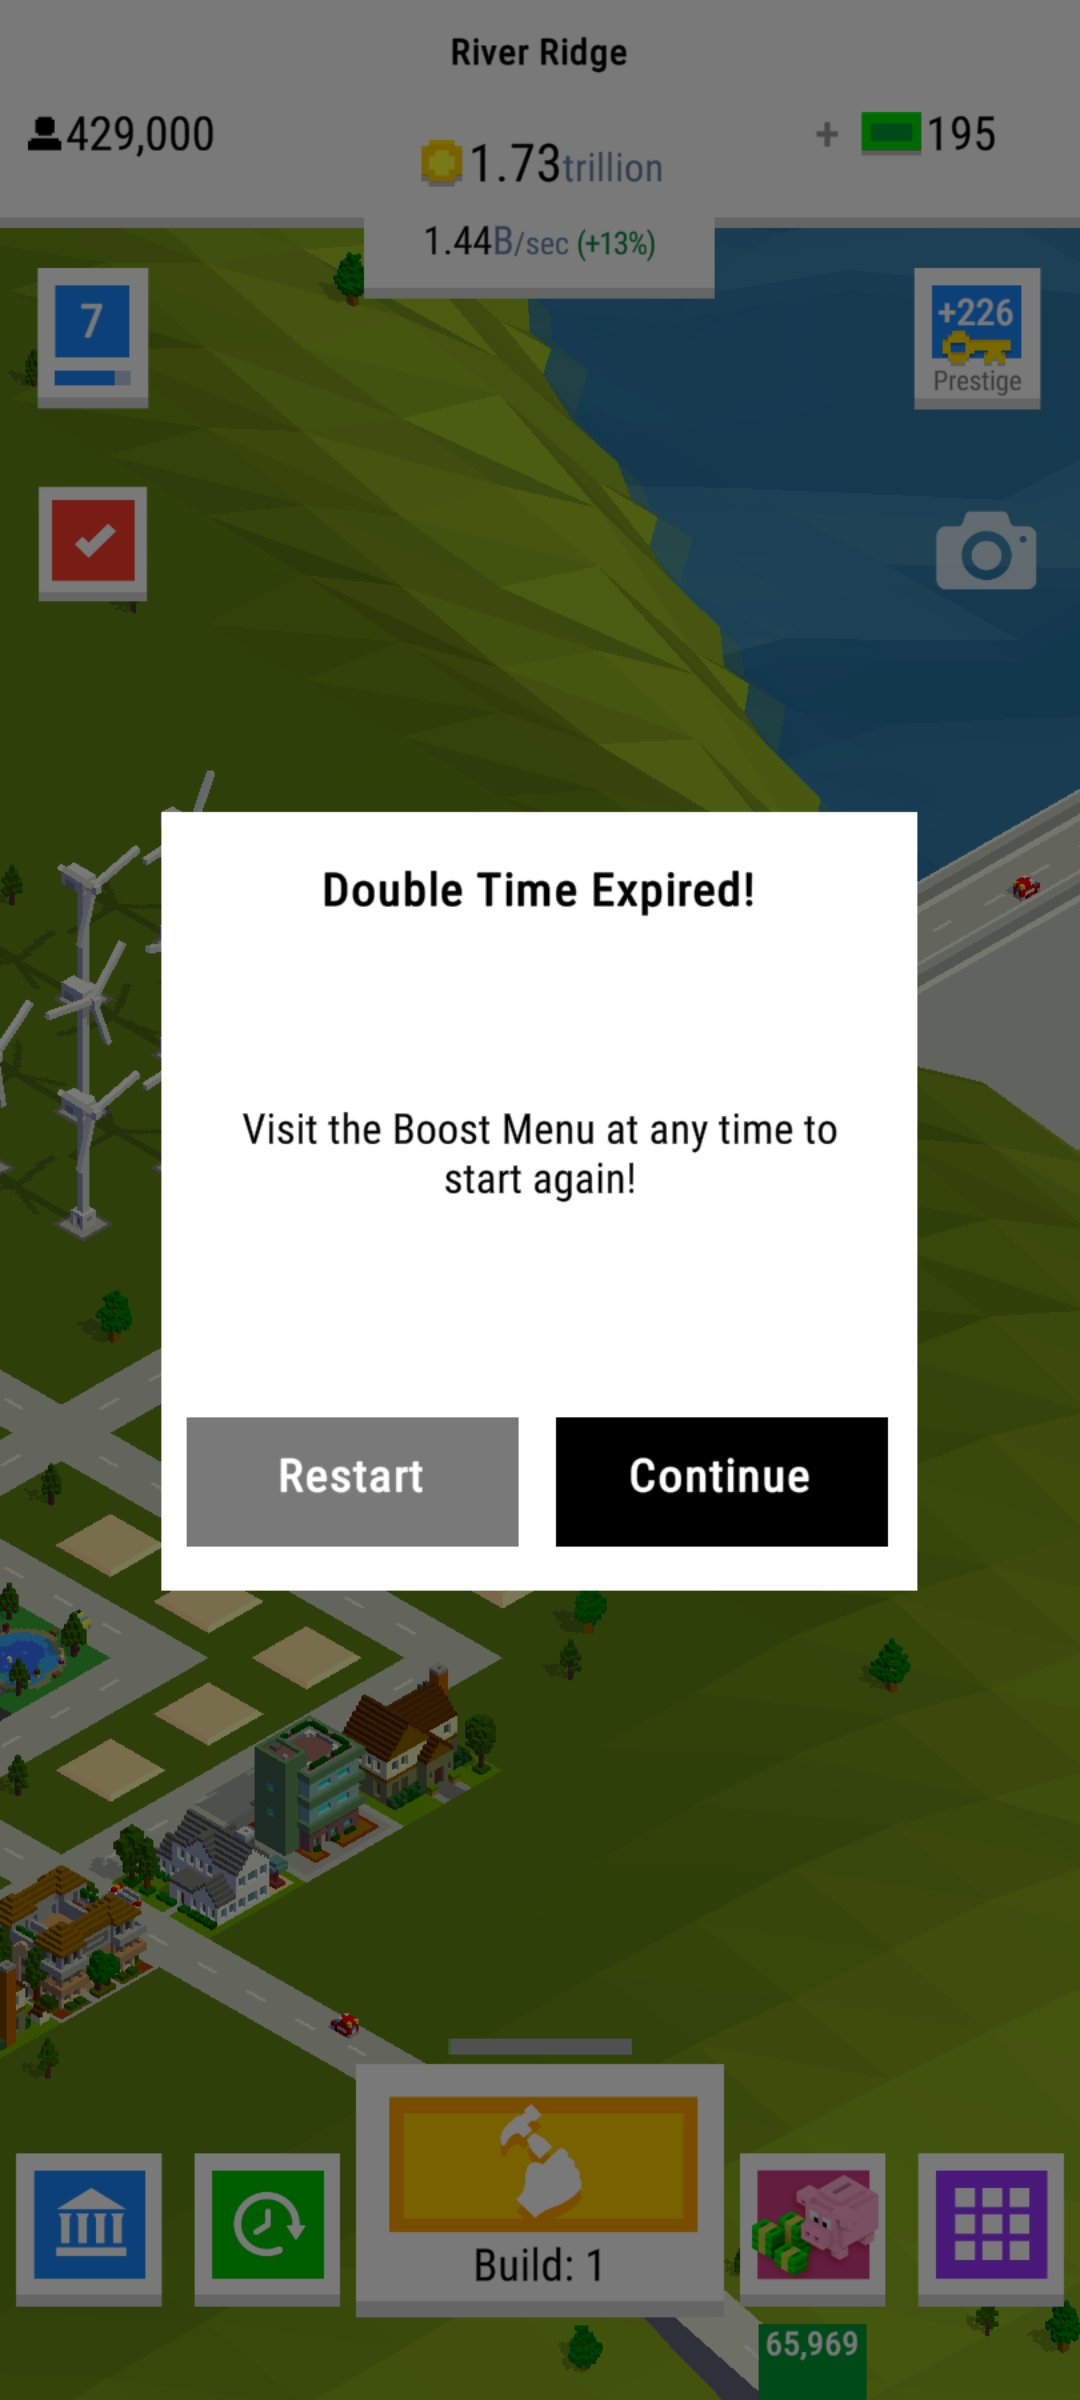 River Ridge
429,000
1.73trillion
+ 195
1.44B/sec (+13%)
7
+226
Prestige
Double Time Expired!
Visit the Boost Menu at any time to
start again!
Restart
Continue
Build: 1
65,969